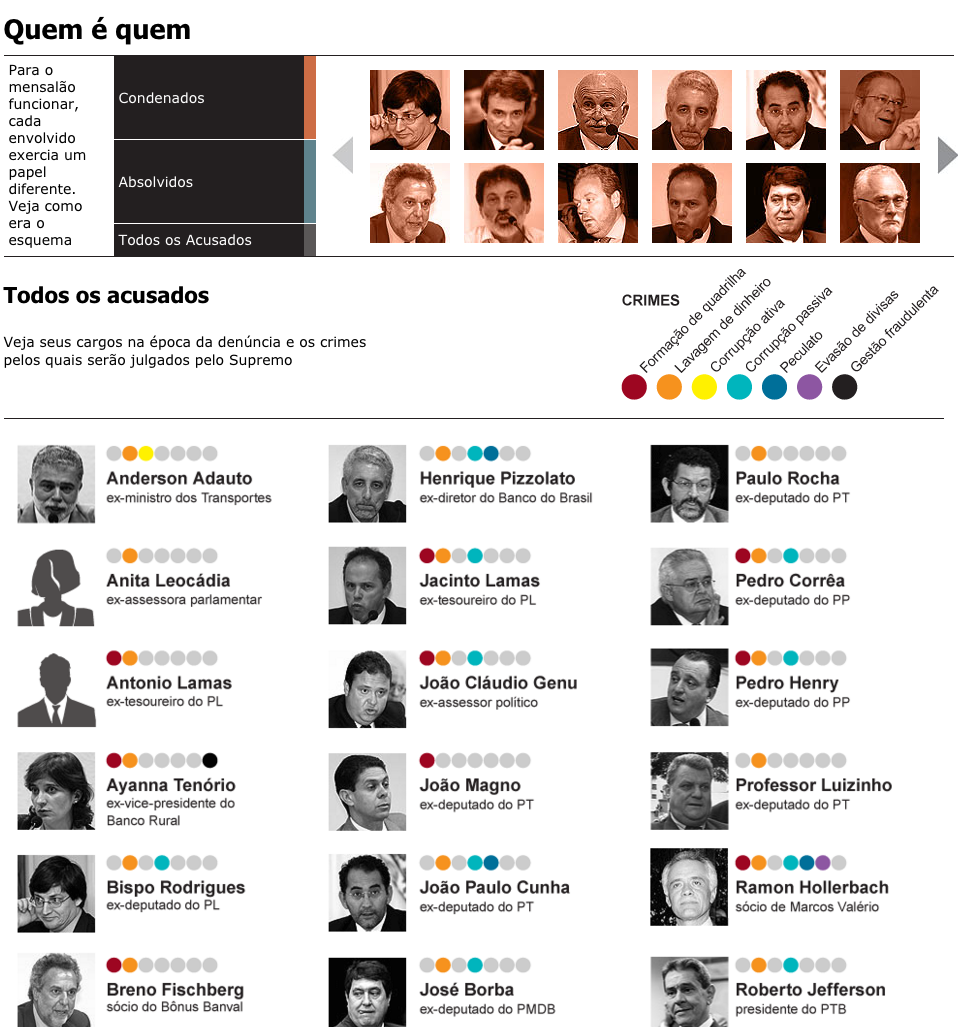 Quem é quem
Para o
mensalão
funcionar,
cada
envolvido
exercia um
papel
diferente.
Veja como
era o
esquema
Condenados
Absolvidos
Todos os Acusados
Todos os acusados
Veja seus cargos na época da denúncia e os crimes
pelos quais serão julgados pelo Supremo
CRIMES
Formação de quadrilha
Lavagem de dinheiro
Corrupção ativa
Corrupção passiva
Peculato
Evasão de divisas
Gestão fraudulenta
Anderson Adauto
ex-ministro dos Transportes
Henrique Pizzolato
ex-diretor do Banco do Brasil
Paulo Rocha
ex-deputado do PT
Anita Leocádia
ex-assessora parlamentar
Jacinto Lamas
ex-tesoureiro do PL
Pedro Corrêa
ex-deputado do PP
Antonio Lamas
ex-tesoureiro do PL
João Cláudio Genu
ex-assessor político
Pedro Henry
ex-deputado do PP
Ayanna Tenório
ex-vice-presidente do
Banco Rural
João Magno
ex-deputado do PT
Professor Luizinho
ex-deputado do PT
Bispo Rodrigues
ex-deputado do PL
João Paulo Cunha
ex-deputado do PT
Ramon Hollerbach
sócio de Marcos Valério
Breno Fischberg
sócio do Bônus Banval
José Borba
ex-deputado do PMDB
Roberto Jefferson
presidente do PTB